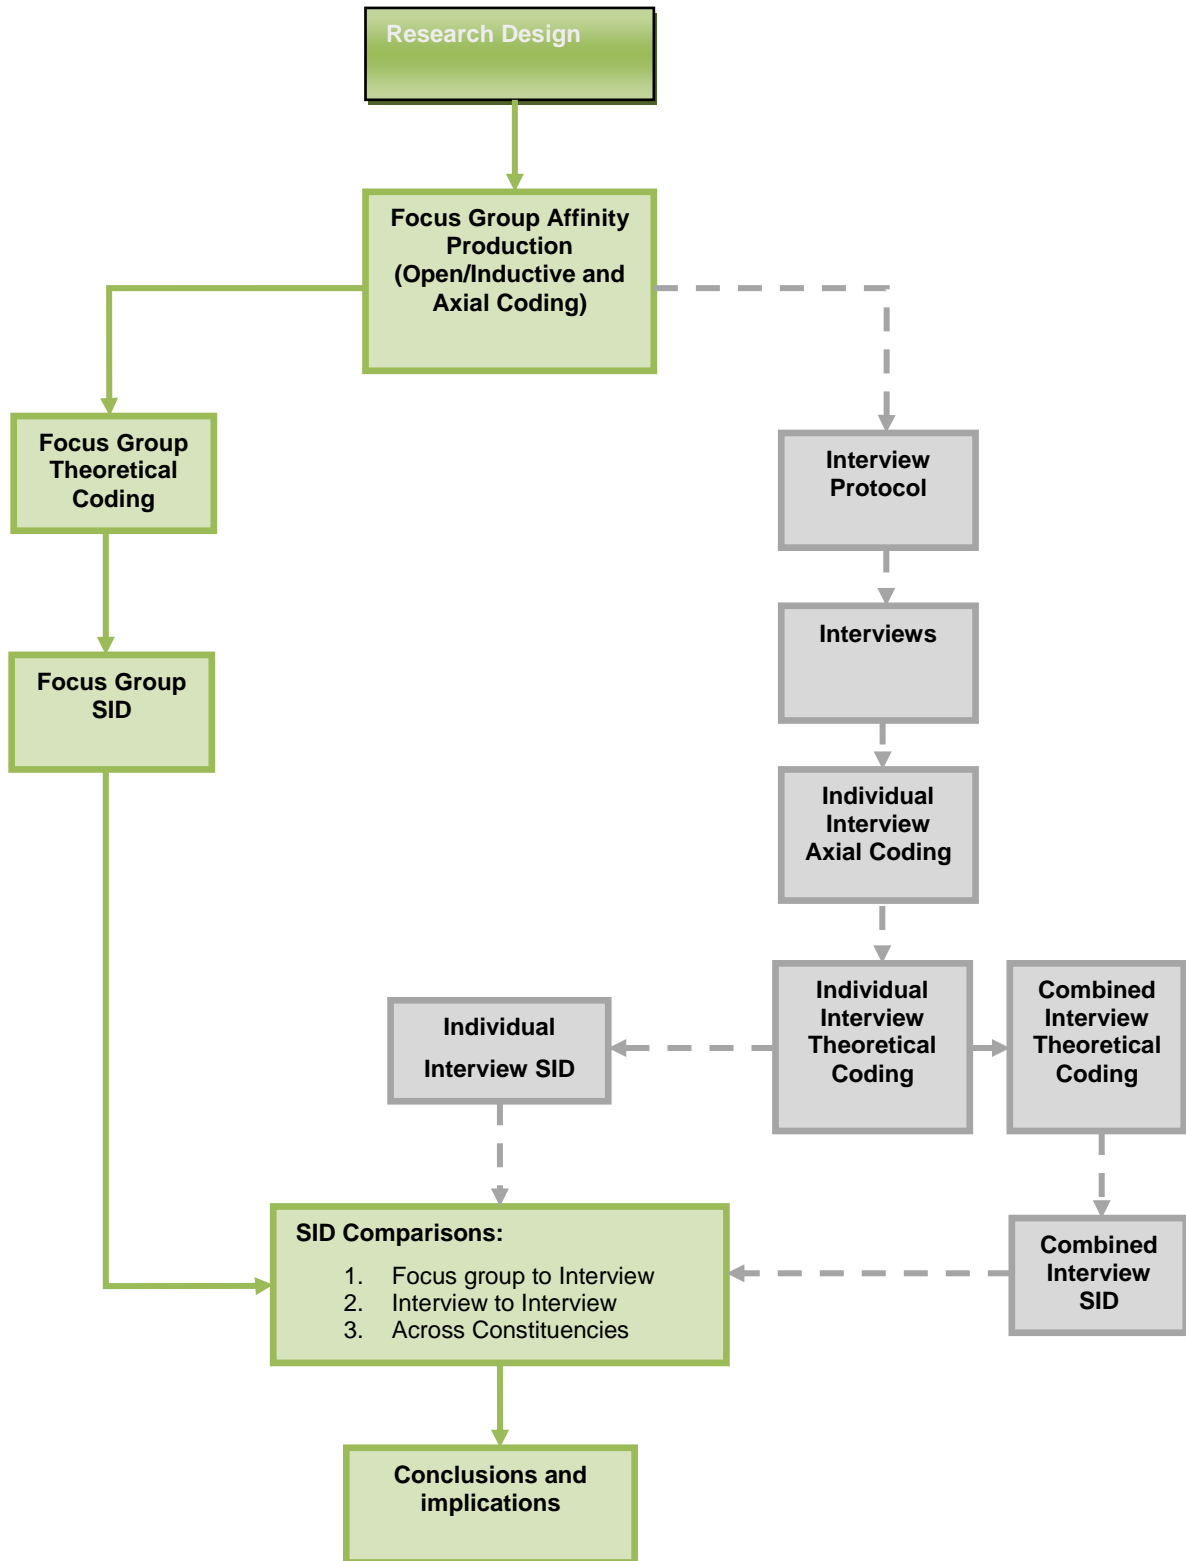 Research Design
Focus Group Affinity
Production
(Open/Inductive and
Axial Coding)
Focus Group
Theoretical
Coding
Interview
Protocol
Interviews
Focus Group
SID
Individual
Interview
Axial Coding
Individual
Interview
Theoretical
Coding
Combined
Interview
Theoretical
Coding
Individual
Interview SID
SID Comparisons:
1. Focus group to Interview
2. Interview to Interview
3. Across Constituencies
Combined
Interview
SID
Conclusions and
implications